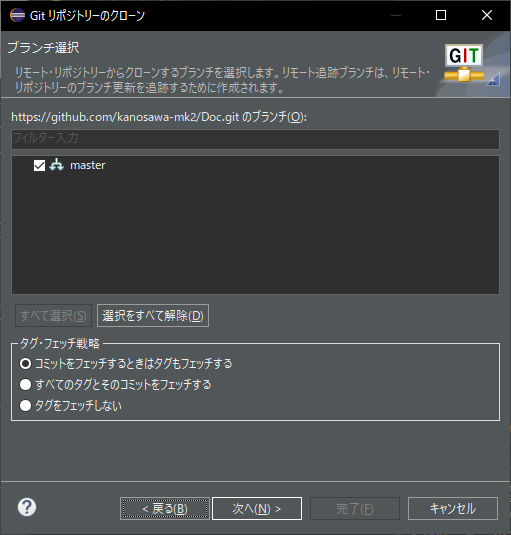 Git リポジトリーのクローン
ブランチ選択
リモート・リポジトリーからクローンするブランチを選択します。リモート追跡ブランチは、リモート・
リポジトリーのブランチ更新を追跡するために作成されます。
GIT
https://github.com/kanosawa-mk2/Doc.git のブランチ(O):
フィルター入力
master
すべて選択(S)
選択をすべて解除(D)
タグ・フェッチ戦略
コミットをフェッチするときはタグもフェッチする
すべてのタグとそのコミットをフェッチする
タグをフェッチしない
?
< 戻る(B)
次へ(N) >
完了(F)
キャンセル